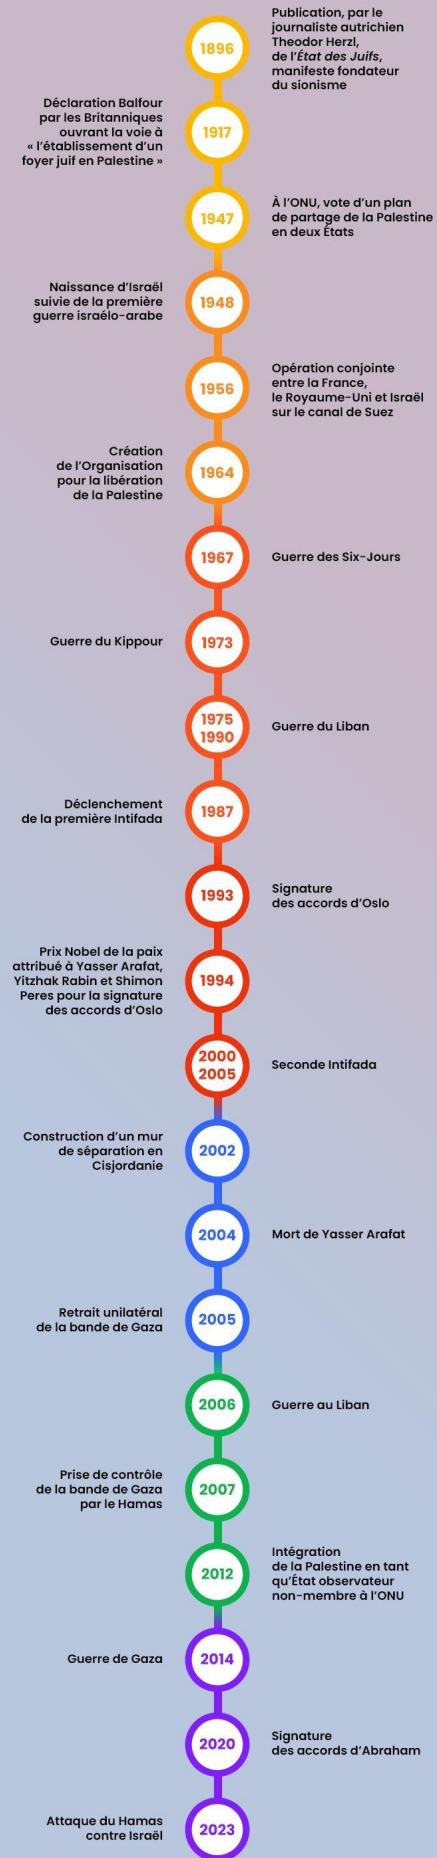 1896
Publication, par le
journaliste autrichien
Theodor Herzl,
de l'État des Juifs,
manifeste fondateur
du sionisme
Déclaration Balfour
par les Britanniques
ouvrant la voie à
« l'établissement d'un
foyer juif en Palestine »
1917
1947
À l'ONU, vote d'un plan
de partage de la Palestine
en deux États
Naissance d'Israël
suivie de la première
guerre israélo-arabe
1948
1956
Opération conjointe
entre la France,
le Royaume-Uni et Israël
sur le canal de Suez
Création
de l'Organisation
pour la libération
de la Palestine
1964
1967
Guerre des Six-Jours
Guerre du Kippour
1973
1975
1990
Guerre du Liban
Déclenchement
de la première Intifada
1987
1993
Signature
des accords d'Oslo
Prix Nobel de la paix
attribué à Yasser Arafat,
Yitzhak Rabin et Shimon
Peres pour la signature
des accords d'Oslo
1994
2000
2005
Seconde Intifada
Construction d'un mur
de séparation en
Cisjordanie
2002
2004
Mort de Yasser Arafat
Retrait unilatéral
de la bande de Gaza
2005
2006
Guerre au Liban
Prise de contrôle
de la bande de Gaza
par le Hamas
2007
2012
Intégration
de la Palestine en tant
qu'État observateur
non-membre à l'ONU
Guerre de Gaza
2014
2020
Signature
des accords d'Abraham
Attaque du Hamas
contre Israël
2023